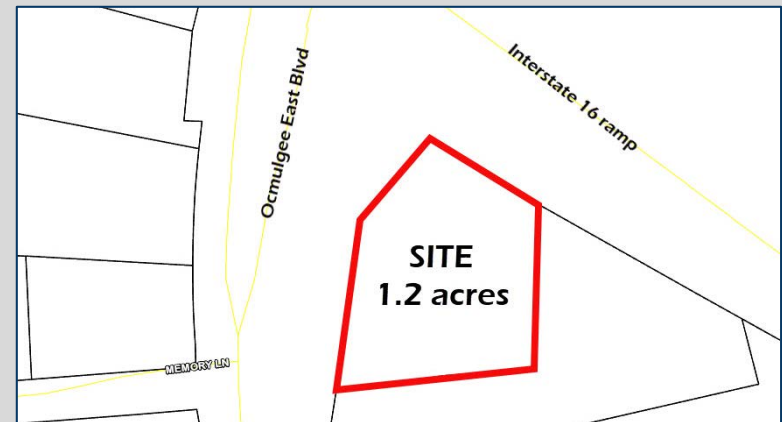 Interstate 16 ramp
Ocmulgee East Blvd
SITE
1.2 acres
MEMORY LN